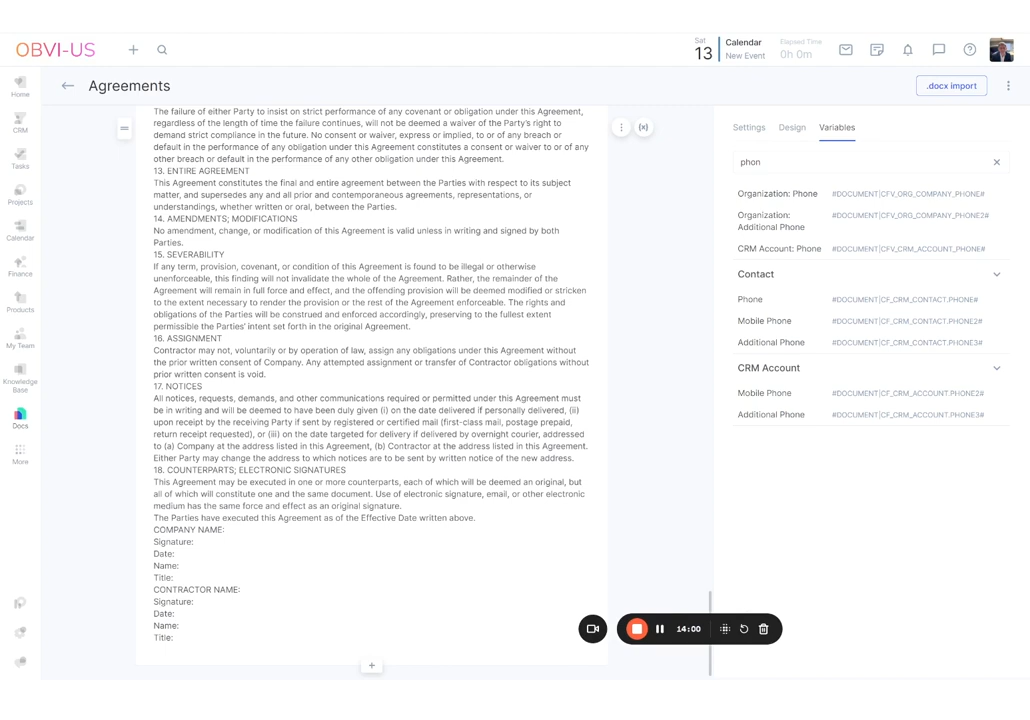 OBVI-US
Sat
13
Calendar
New Event
Elapsed Time
0h 0m
Home
CRM
Tasks
Projects
Calendar
Finance
Products
My Team
Knowledge
Base
Docs
More
Agreements
.docx import
The failure of either Party to insist on strict performance of any covenant or obligation under this Agreement,
regardless of the length of time the failure continues, will not be deemed a waiver of the Party's right to
demand strict compliance in the future. No consent or waiver, express or implied, to or of any breach or
default in the performance of any obligation under this Agreement constitutes a consent or waiver to or of any
other breach or default in the performance of any other obligation under this Agreement.
13. ENTIRE AGREEMENT
This Agreement constitutes the final and entire agreement between the Parties with respect to its subject
matter, and supersedes any and all prior and contemporaneous agreements, representations, or
understandings, whether written or oral, between the Parties.
14. AMENDMENTS; MODIFICATIONS
No amendment, change, or modification of this Agreement is valid unless in writing and signed by both
Parties.
15. SEVERABILITY
If any term, provision, covenant, or condition of this Agreement is found to be illegal or otherwise
unenforceable, this finding will not invalidate the whole of the Agreement. Rather, the remainder of the
Agreement will remain in full force and effect, and the offending provision will be deemed modified or stricken
to the extent necessary to render the provision or the rest of the Agreement enforceable. The rights and
obligations of the Parties will be construed and enforced accordingly, preserving to the fullest extent
permissible the Parties' intent set forth in the original Agreement.
16. ASSIGNMENT
Contractor may not, voluntarily or by operation of law, assign any obligations under this Agreement without
the prior written consent of Company. Any attempted assignment or transfer of Contractor obligations without
prior written consent is void.
17. NOTICES
All notices, requests, demands, and other communications required or permitted under this Agreement must
be in writing and will be deemed to have been duly given (i) on the date delivered if personally delivered, (ii)
upon receipt by the receiving Party if sent by registered or certified mail (first-class mail, postage prepaid,
return receipt requested), or (iii) on the date targeted for delivery if delivered by overnight courier, addressed
to (a) Company at the address listed in this Agreement, (b) Contractor at the address listed in this Agreement.
Either Party may change the address to which notices are to be sent by written notice of the new address.
18. COUNTERPARTS; ELECTRONIC SIGNATURES
This Agreement may be executed in one or more counterparts, each of which will be deemed an original, but
all of which will constitute one and the same document. Use of electronic signature, email, or other electronic
medium has the same force and effect as an original signature.
The Parties have executed this Agreement as of the Effective Date written above.
COMPANY NAME:
Signature:
Date:
Name:
Title:
CONTRACTOR NAME:
Signature:
Date:
Name:
Title:
14:00
Settings Design Variables
phon
Organization: Phone #DOCUMENT|CFV_ORG_COMPANY_PHONE#
Organization: #DOCUMENT|CFV_ORG_COMPANY_PHONE2#
Additional Phone
CRM Account: Phone #DOCUMENT|CFV_CRM_ACCOUNT_PHONE#
Contact
Phone #DOCUMENT|CF_CRM_CONTACT.PHONE#
Mobile Phone #DOCUMENT|CF_CRM_CONTACT.PHONE2#
Additional Phone #DOCUMENT|CF_CRM_CONTACT.PHONE3#
CRM Account
Mobile Phone #DOCUMENT|CF_CRM_ACCOUNT.PHONE2#
Additional Phone #DOCUMENT|CF_CRM_ACCOUNT.PHONE3#